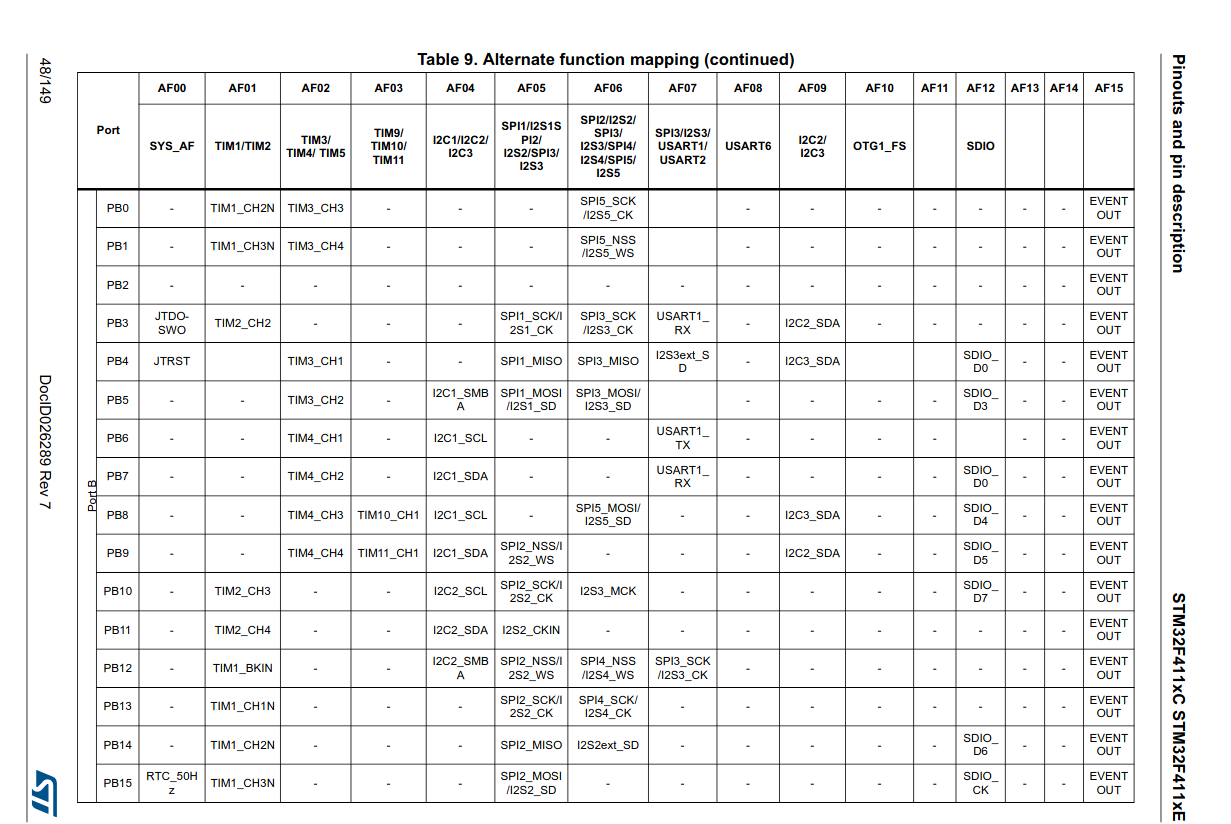 Table 9. Alternate function mapping (continued)
48/149
Pinouts and pin description
Port AF00 AF01 AF02 AF03 AF04 AF05 AF06 AF07 AF08 AF09 AF10 AF11 AF12 AF13 AF14 AF15
SYS_AF TIM1/TIM2 TIM3/ TIM4/ TIM5 TIM9/ TIM10/ TIM11 I2C1/I2C2/ I2C3 SPI1/I2S1S PI2/ I2S2/SPI3/ I2S3 SPI2/I2S2/ SPI3/ I2S3/SPI4/ I2S4/SPI5/ I2S5 SPI3/I2S3/ USART1/ USART2 USART6 I2C2/ I2C3 OTG1_FS SDIO
Port B
PB0 - TIM1_CH2N TIM3_CH3 - - - SPI5_SCK /I2S5_CK - - - - - - - EVENT OUT
PB1 - TIM1_CH3N TIM3_CH4 - - - SPI5_NSS /I2S5_WS - - - - - - - EVENT OUT
PB2 - - - - - - - - - - - - - - - EVENT OUT
PB3 JTDO- SWO TIM2_CH2 - - - SPI1_SCK/I 2S1_CK SPI3_SCK /I2S3_CK USART1_ RX - I2C2_SDA - - - - - EVENT OUT
PB4 JTRST TIM3_CH1 - - SPI1_MISO SPI3_MISO I2S3ext_S D - I2C3_SDA - - SDIO_ D0 - - EVENT OUT
PB5 - - TIM3_CH2 - I2C1_SMB A SPI1_MOSI /I2S1_SD SPI3_MOSI/ I2S3_SD - - - - SDIO_ D3 - - EVENT OUT
PB6 - - TIM4_CH1 - I2C1_SCL - - USART1_ TX - - - - - - - EVENT OUT
PB7 - - TIM4_CH2 - I2C1_SDA - - USART1_ RX - - - - SDIO_ D0 - - EVENT OUT
PB8 - - TIM4_CH3 TIM10_CH1 I2C1_SCL - SPI5_MOSI/ I2S5_SD - - I2C3_SDA - - SDIO_ D4 - - EVENT OUT
PB9 - - TIM4_CH4 TIM11_CH1 I2C1_SDA SPI2_NSS/I 2S2_WS - - - I2C2_SDA - - SDIO_ D5 - - EVENT OUT
PB10 - TIM2_CH3 - - I2C2_SCL SPI2_SCK/I 2S2_CK I2S3_MCK - - - - - SDIO_ D7 - - EVENT OUT
PB11 - TIM2_CH4 - - I2C2_SDA I2S2_CKIN - - - - - - - - - EVENT OUT
PB12 - TIM1_BKIN - - I2C2_SMB A SPI2_NSS/I 2S2_WS SPI4_NSS /I2S4_WS SPI3_SCK /I2S3_CK - - - - - - - EVENT OUT
PB13 - TIM1_CH1N - - - SPI2_SCK/I 2S2_CK SPI4_SCK/ I2S4_CK - - - - - - - - EVENT OUT
PB14 - TIM1_CH2N - - - SPI2_MISO I2S2ext_SD - - - - - SDIO_ D6 - - EVENT OUT
PB15 RTC_50H z TIM1_CH3N - - - SPI2_MOSI /I2S2_SD - - - - - - SDIO_ CK - - EVENT OUT
DocID026289 Rev 7
STM32F411xC STM32F411xE
ST